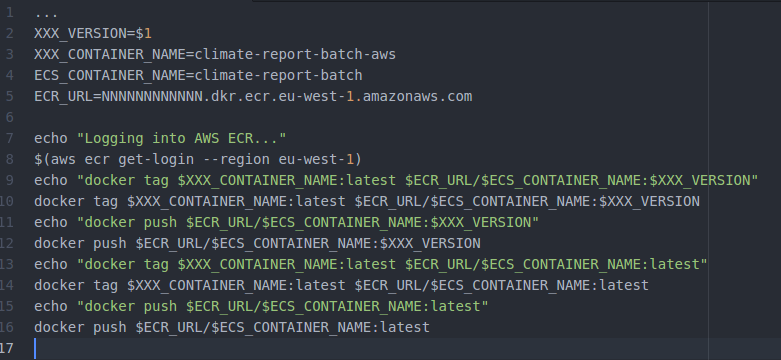 1 ...
2 XXX_VERSION=$1
3 XXX_CONTAINER_NAME=climate-report-batch-aws
4 ECS_CONTAINER_NAME=climate-report-batch
5 ECR_URL=NNNNNNNNNNNN.dkr.ecr.eu-west-1.amazonaws.com
6
7 echo "Logging into AWS ECR..."
8 $(aws ecr get-login --region eu-west-1)
9 echo "docker tag $XXX_CONTAINER_NAME:latest $ECR_URL/$ECS_CONTAINER_NAME:$XXX_VERSION"
10 docker tag $XXX_CONTAINER_NAME:latest $ECR_URL/$ECS_CONTAINER_NAME:$XXX_VERSION
11 echo "docker push $ECR_URL/$ECS_CONTAINER_NAME:$XXX_VERSION"
12 docker push $ECR_URL/$ECS_CONTAINER_NAME:$XXX_VERSION
13 echo "docker tag $XXX_CONTAINER_NAME:latest $ECR_URL/$ECS_CONTAINER_NAME:latest"
14 docker tag $XXX_CONTAINER_NAME:latest $ECR_URL/$ECS_CONTAINER_NAME:latest
15 echo "docker push $ECR_URL/$ECS_CONTAINER_NAME:latest"
16 docker push $ECR_URL/$ECS_CONTAINER_NAME:latest
17